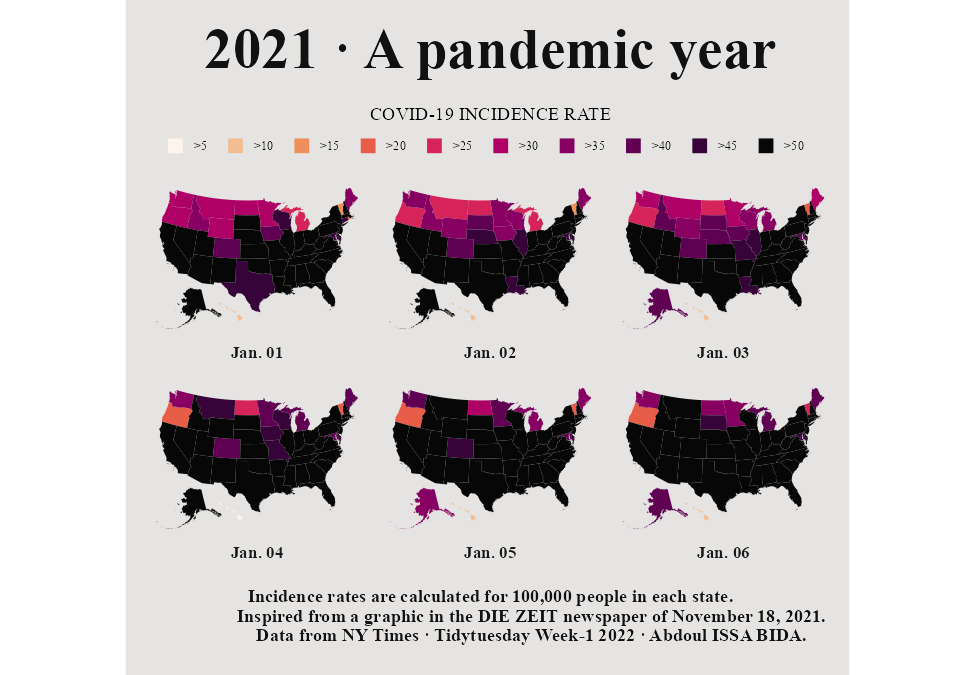 2021 · A pandemic year
COVID-19 INCIDENCE RATE
>5 >10 >15 >20 >25 >30 >35 >40 >45 >50
Jan. 01 Jan. 02 Jan. 03
Jan. 04 Jan. 05 Jan. 06
Incidence rates are calculated for 100,000 people in each state.
Inspired from a graphic in the DIE ZEIT newspaper of November 18, 2021.
Data from NY Times · Tidytuesday Week-1 2022 · Abdoul ISSA BIDA.